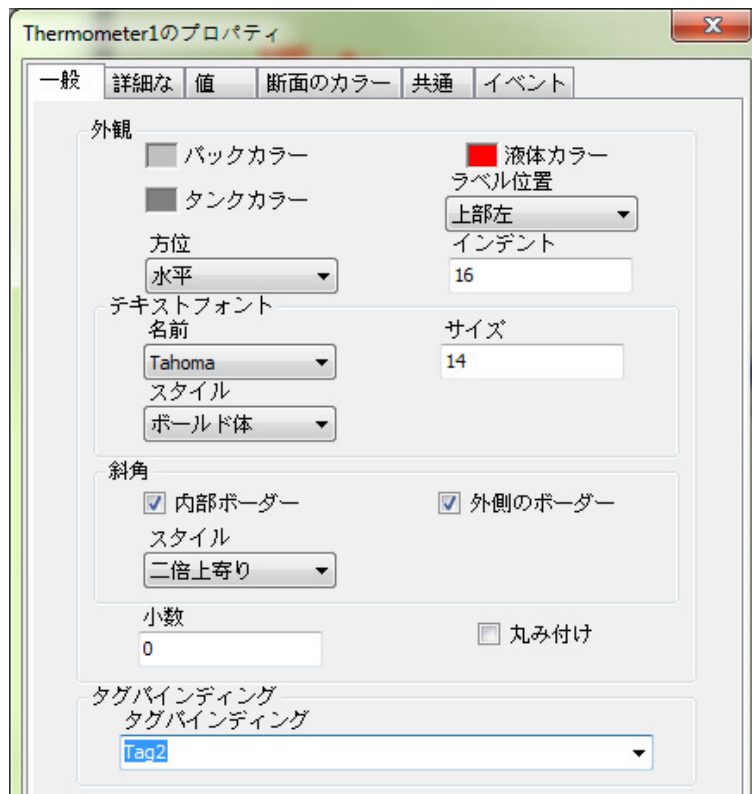 Thermometer1のプロパティ
一般 詳細な 値 断面のカラー 共通 イベント
外観
バックカラー 液体カラー
ラベル位置
タンクカラー
上部左
方位 インデント
水平 16
テキストフォント
名前 サイズ
Tahoma 14
スタイル
ボールド体
斜角
内部ボーダー 外側のボーダー
スタイル
二倍上寄り
小数
丸み付け
0
タグバインディング
タグバインディング
Tag2